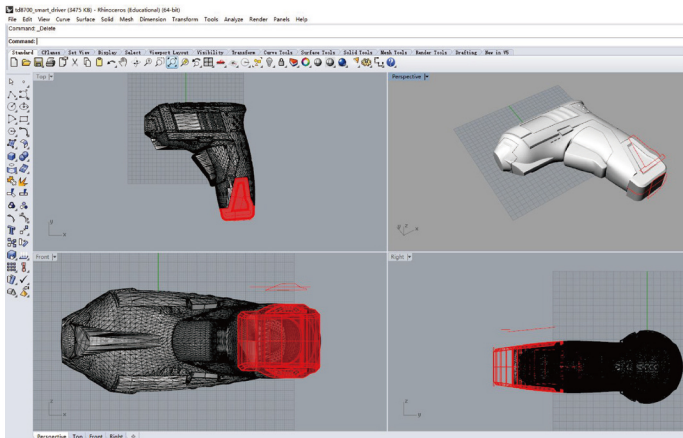 td8700_smart_driver (3475 KB) - Rhinoceros (Educational) (64-bit)
File Edit View Curve Surface Solid Mesh Dimension Transform Tools Analyze Render Panels Help
Command: _Delete
Command:
Standard CPlanes Set View Display Select Viewport Layout Visibility Transform Curve Tools Surface Tools Solid Tools Mesh Tools Render Tools Drafting New in V5
Top
Perspective
y
x
z
y
x
Front
Right
z
x
z
y
Perspective Top Front Right